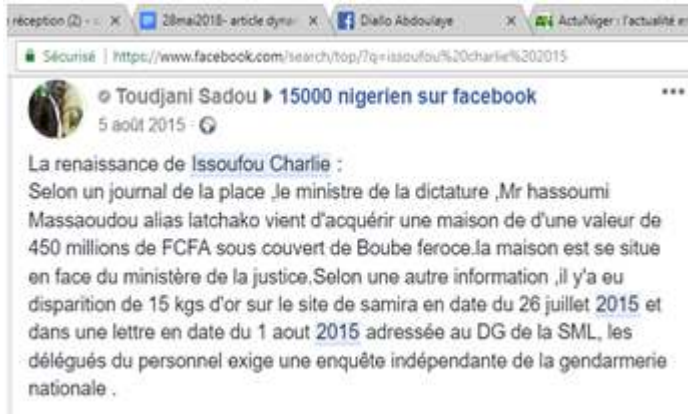 réception (2) -
28mai2018- article dyna
Diallo Abdoulaye
ActuNiger : l'actualité e
Sécurisé | https://www.facebook.com/search/top/?q=issoufou%20charlie%202015
Toudjani Sadou ▶ 15000 nigerien sur facebook
5 août 2015
La renaissance de Issoufou Charlie :
Selon un journal de la place ,le ministre de la dictature ,Mr hassoumi
Massaoudou alias latchako vient d'acquérir une maison de d'une valeur de
450 millions de FCFA sous couvert de Boube feroce.la maison est se situe
en face du ministère de la justice.Selon une autre information ,il y'a eu
disparition de 15 kgs d'or sur le site de samira en date du 26 juillet 2015 et
dans une lettre en date du 1 aout 2015 adressée au DG de la SML, les
délégués du personnel exige une enquête indépendante de la gendarmerie
nationale .